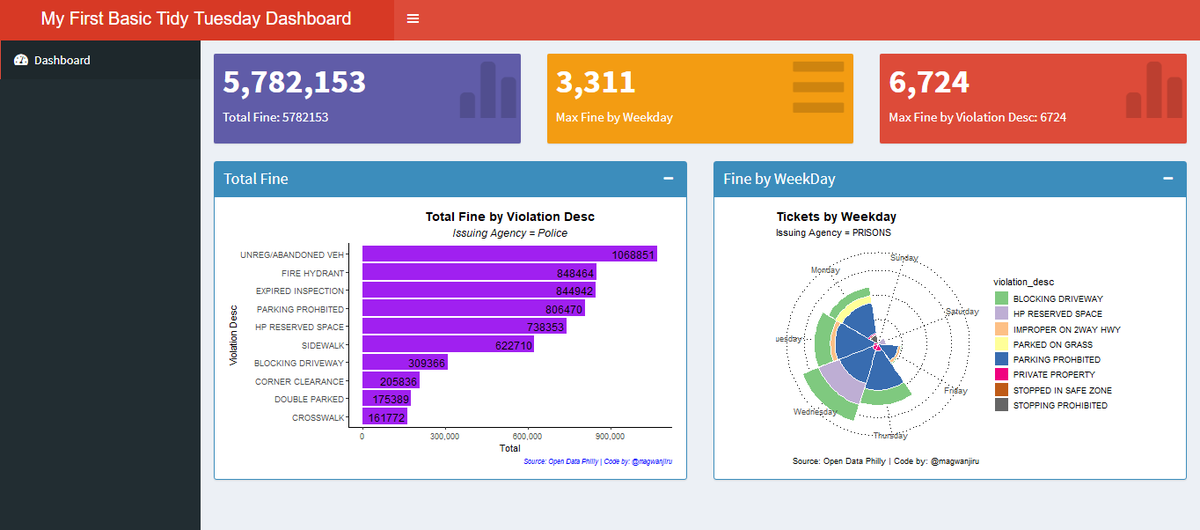 My First Basic Tidy Tuesday Dashboard
Dashboard
5,782,153
Total Fine: 5782153
3,311
Max Fine by Weekday
6,724
Max Fine by Violation Desc: 6724
Total Fine
Total Fine by Violation Desc
Issuing Agency = Police
Violation Desc
UNREG/ABANDONED VEH 1068851
FIRE HYDRANT 848464
EXPIRED INSPECTION 844942
PARKING PROHBITED 806470
HP RESERVED SPACE 738353
SIDEWALK 622710
BLOCKING DRIVEWAY 309366
CORNER CLEARANCE 205836
DOUBLE PARKED 175389
CROSSWALK 161772
0 300,000 600,000 900,000
Total
Source: Open Data Philly | Code by: @magwanjiru
Fine by WeekDay
Tickets by Weekday
Issuing Agency = PRISONS
Sunday
Monday
Saturday
uesday
Friday
Wednesday
Thursday
violation_desc
BLOCKING DRIVEWAY
HP RESERVED SPACE
IMPROPER ON 2WAY HWY
PARKED ON GRASS
PARKING PROHBITED
PRIVATE PROPERTY
STOPPED IN SAFE ZONE
STOPPING PROHIBITED
Source: Open Data Philly | Code by: @magwanjiru